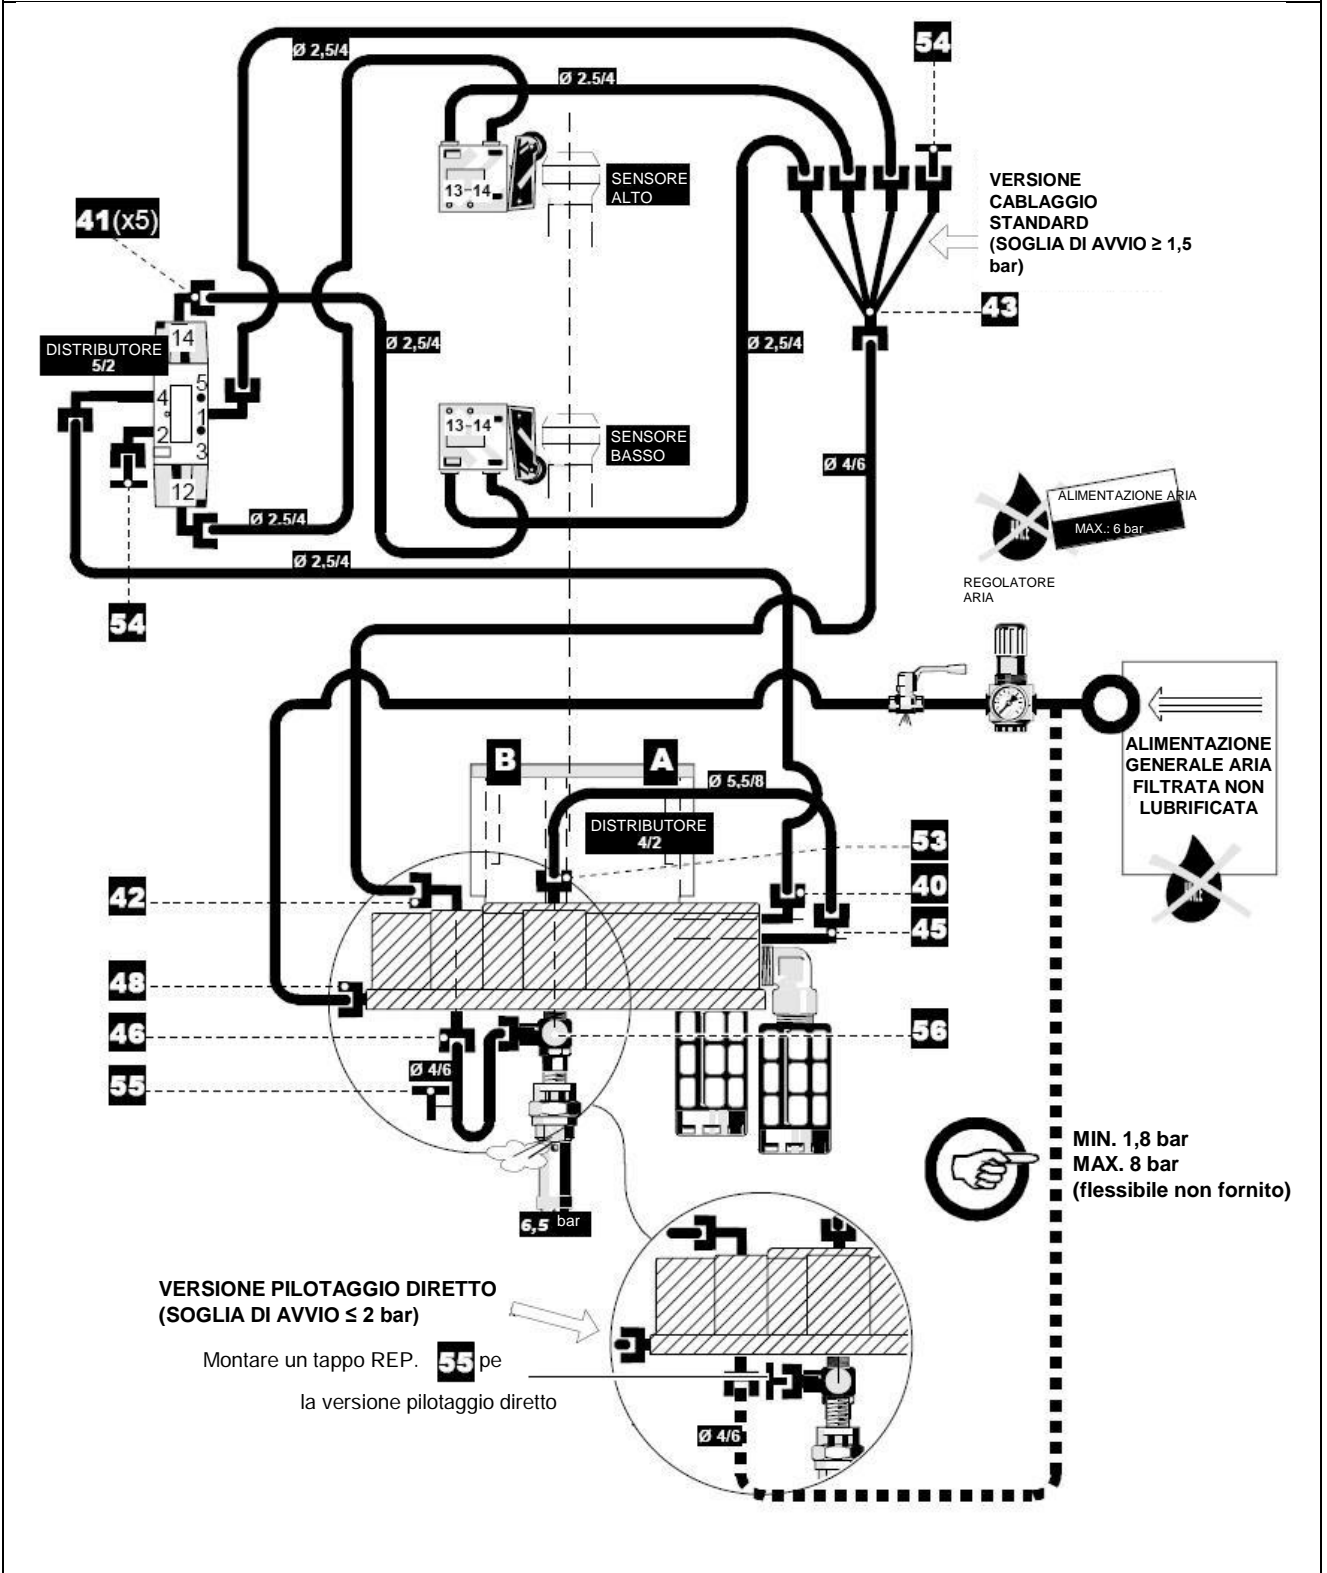 Ø 2,5/4
54
Ø 2.5/4
13-14
SENSORE
ALTO
VERSIONE
CABLAGGIO
STANDARD
(SOGLIA DI AVVIO ≥ 1,5
bar)
41(x5)
43
14
DISTRIBUTORE
5/2
Ø 2,5/4
Ø 2,5/4
5
4
1
2
3
13-14
SENSORE
BASSO
Ø 4/6
12
ALIMENTAZIONE ARIA
MAX.: 6 bar
Ø 2.5/4
Ø 2,5/4
REGOLATORE
ARIA
54
ALIMENTAZIONE
GENERALE ARIA
FILTRATA NON
LUBRIFICATA
B
A
Ø 5,5/8
DISTRIBUTORE
4/2
53
40
42
45
48
46
56
Ø 4/6
55
MIN. 1,8 bar
MAX. 8 bar
(flessibile non fornito)
6,5 bar
VERSIONE PILOTAGGIO DIRETTO
(SOGLIA DI AVVIO ≤ 2 bar)
Montare un tappo REP. 55 pe
la versione pilotaggio diretto
Ø 4/6